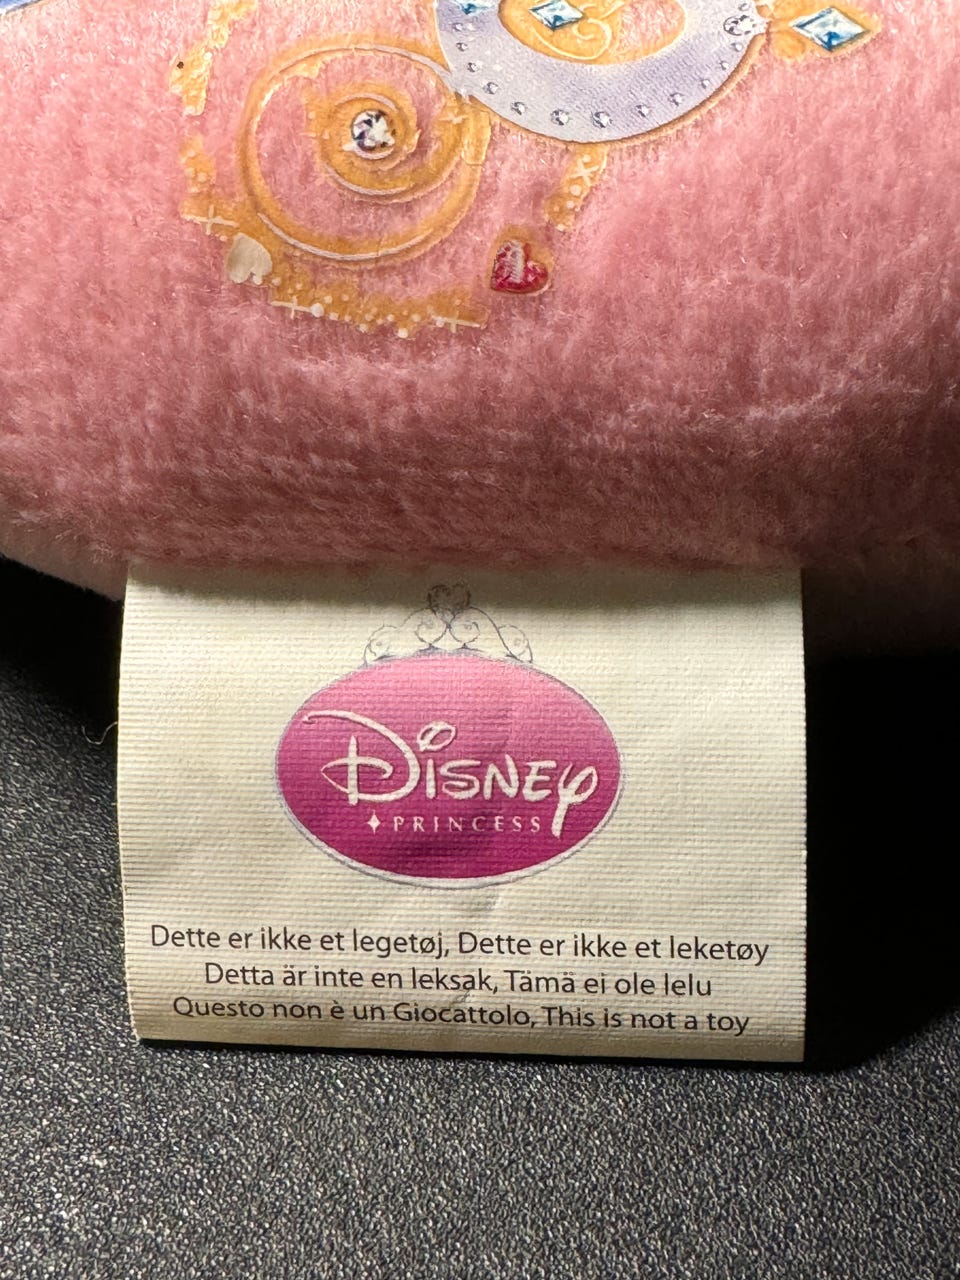 Disney
PRINCESS
Dette er ikke et legetøj, Dette er ikke et leketøy
Detta är inte en leksak, Tämä ei ole lelu
Questo non è un Giocattolo, This is not a toy